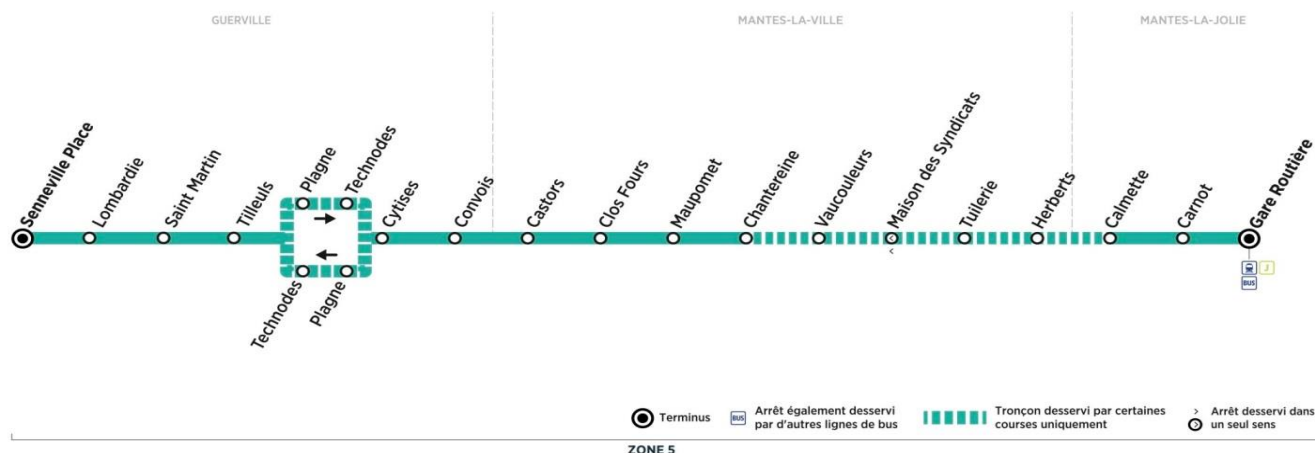 GUERVILLE
MANTES-LA-VILLE
MANTES-LA-JOLIE
Senneville Place
Lombardie
Saint Martin
Tilleuls
Plagne
Technodes
Technodes
Plagne
Cytises
Convois
Castors
Clos Fours
Maupomet
Chantereine
Vaucouleurs
Maison des Syndicats
Tuilerie
Herberts
Calmette
Carnot
Gare Routière
J
BUS
Terminus
BUS
Arrêt également desservi
par d'autres lignes de bus
Tronçon desservi par certaines
courses uniquement
Arrêt desservi dans
un seul sens
ZONE 5